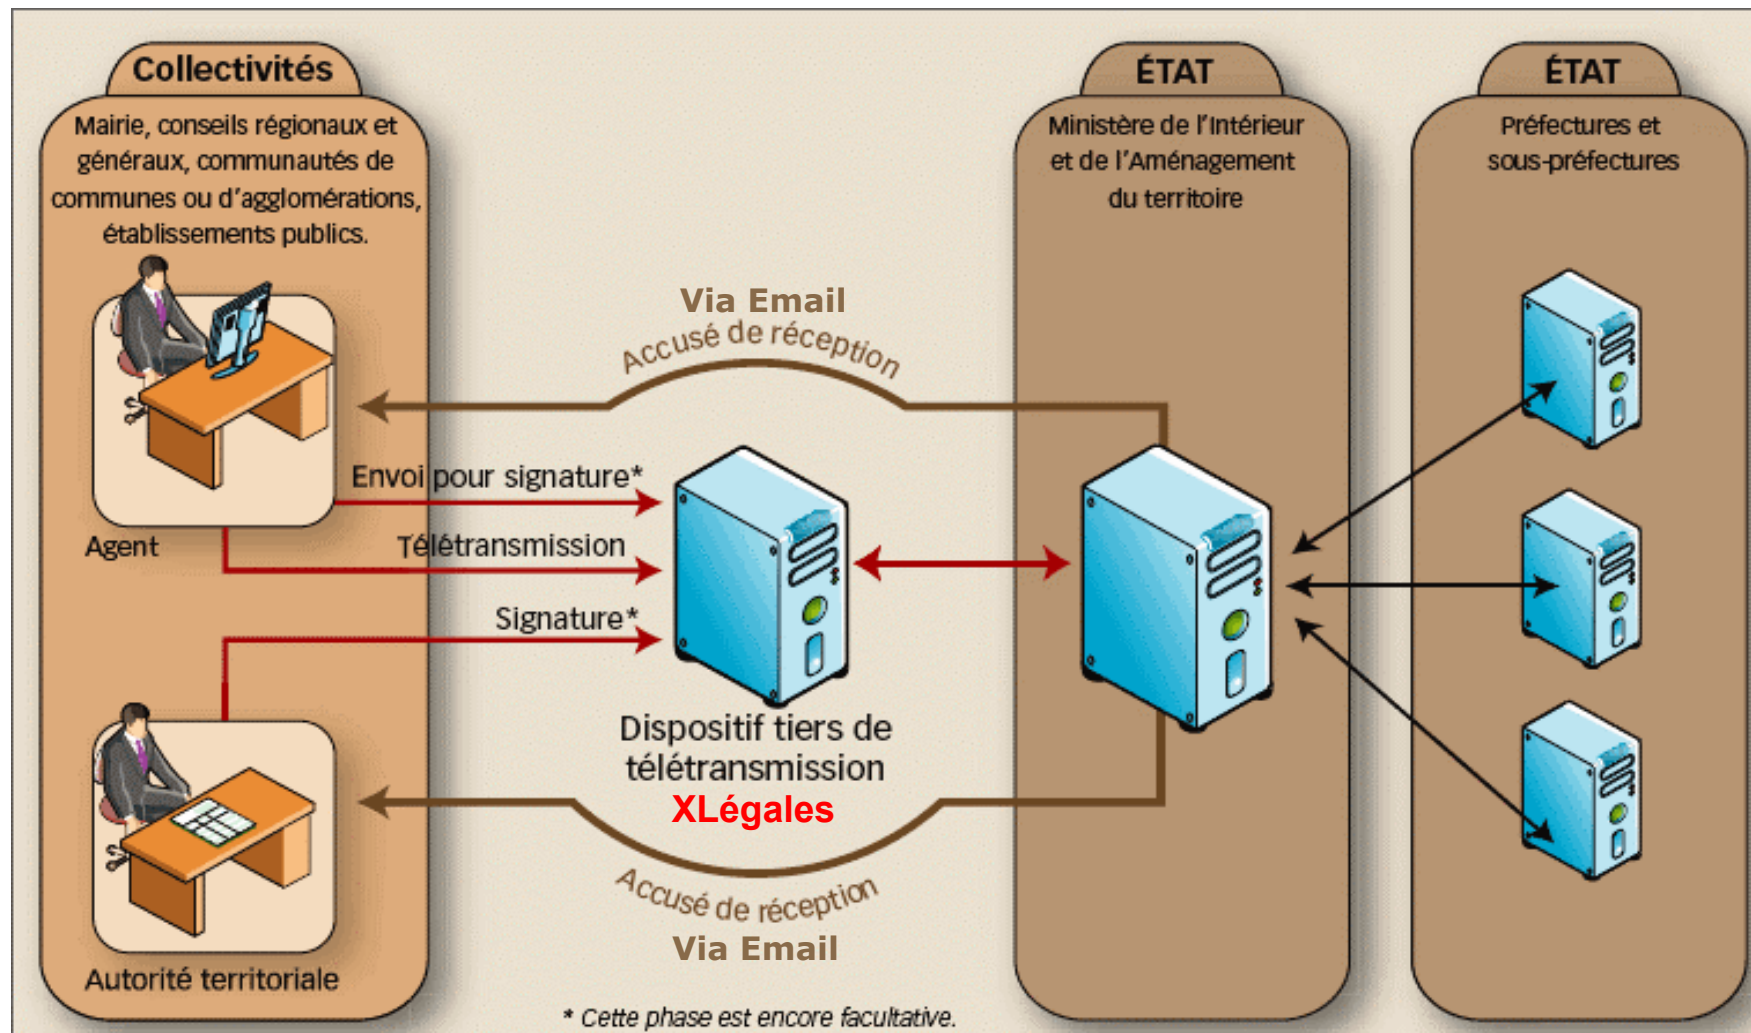 Collectivités
Mairie, conseils régionaux et
généraux, communautés de
communes ou d'agglomérations,
établissements publics.
Agent
Autorité territoriale
Via Email
Accusé de réception
Envoi pour signature*
Télétransmission
Signature*
Dispositif tiers de
télétransmission
XLégales
Accusé de réception
Via Email
* Cette phase est encore facultative.
ÉTAT
Ministère de l'Intérieur
et de l'Aménagement
du territoire
ÉTAT
Préfectures et
sous-préfectures